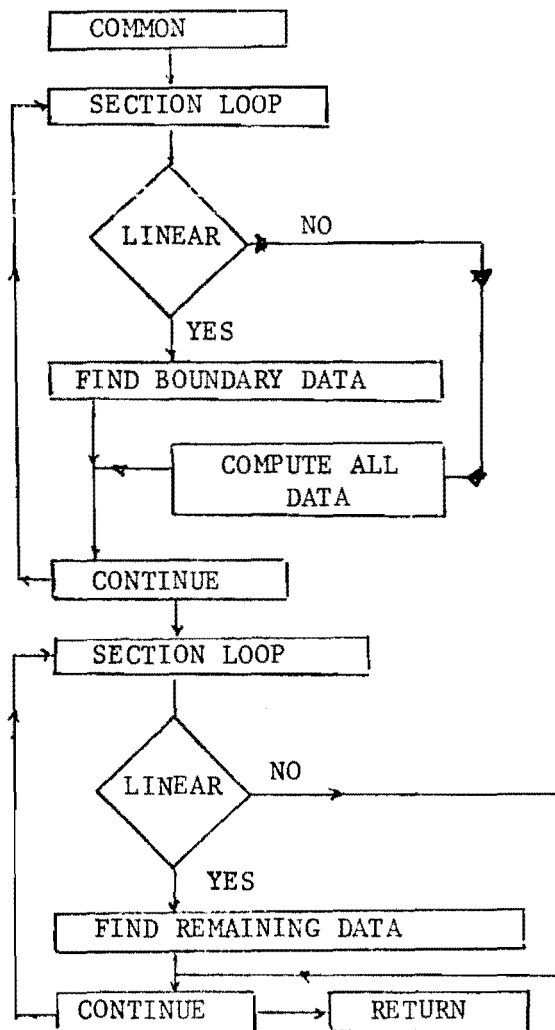 COMMON
SECTION LOOP
LINEAR
NO
YES
FIND BOUNDARY DATA
COMPUTE ALL
DATA
CONTINUE
SECTION LOOP
LINEAR
NO
YES
FIND REMAINING DATA
CONTINUE
RETURN